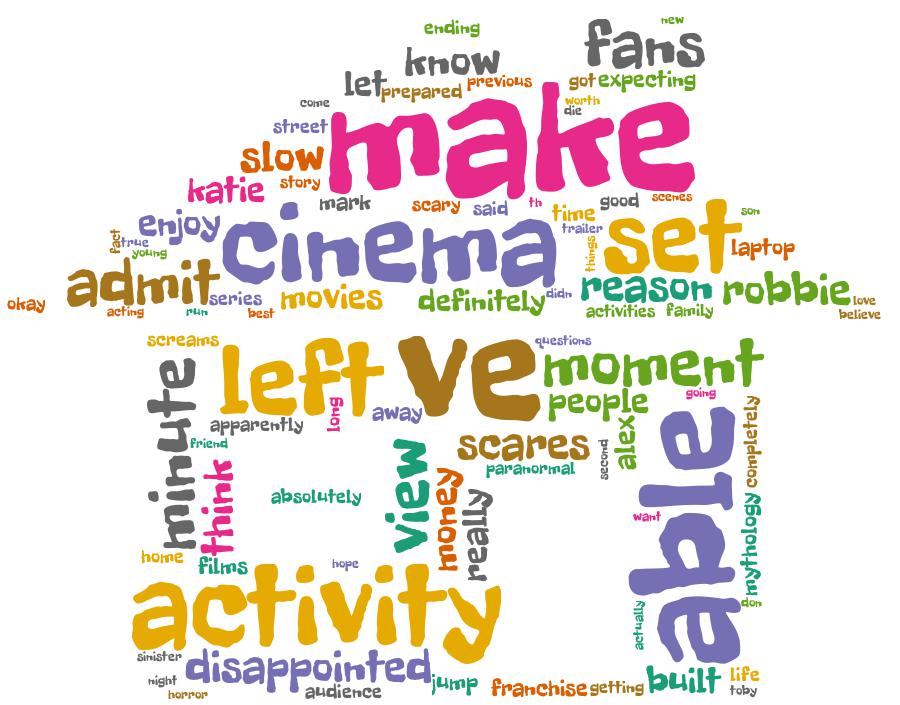 ending
new
fans
know
let
prepared
previous
got
expecting
come
worth
die
make
street
slow
katie
story
mark
scary
said
th
time
good
scenes
trailer
enjoy
cinema
things
set
son
laptop
fact
true
young
admit
series
movies
definitely
didn
reason
robbie
love
okay
acting
run
best
activities
family
believe
screams
left
ve
questions
moment
minute
apparently
long
away
people
going
friend
think
scares
second
alex
able
completely
absolutely
view
paranormal
money
really
want
mythology
home
films
hope
activity
actually
don
sinister
disappointed
night
horror
audience
jump
franchise
getting
built
life
toby